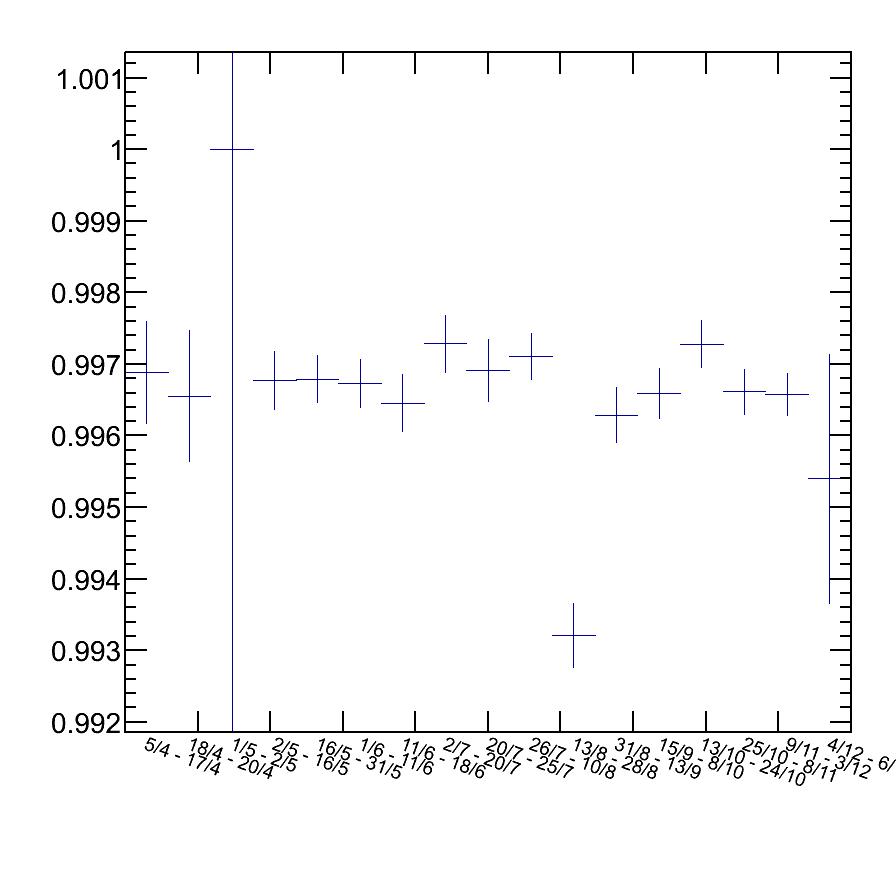 1.001
1
0.999
0.998
0.997
0.996
0.995
0.994
0.993
0.992
5/4 - 17/4
18/4 - 20/4
1/5 - 2/5
2/5 - 16/5
16/5 - 31/5
1/6 - 11/6
11/6 - 18/6
2/7 - 20/7
20/7 - 25/7
26/7 - 10/8
13/8 - 28/8
31/8 - 13/9
15/9 - 8/10
13/10 - 24/10
25/10 - 8/11
9/11 - 3/12
4/12 - 6/